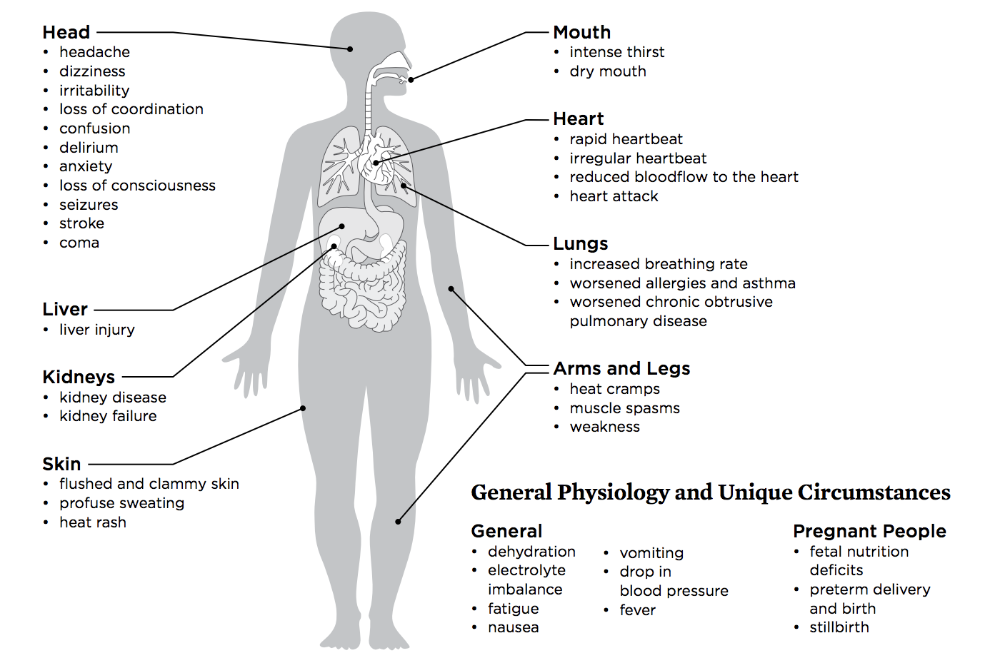 Head
• headache
• dizziness
• irritability
• loss of coordination
• confusion
• delirium
• anxiety
• loss of consciousness
• seizures
• stroke
• coma
Liver
• liver injury
Kidneys
• kidney disease
• kidney failure
Skin
• flushed and clammy skin
• profuse sweating
• heat rash
Mouth
• intense thirst
• dry mouth
Heart
• rapid heartbeat
• irregular heartbeat
• reduced bloodflow to the heart
• heart attack
Lungs
• increased breathing rate
• worsened allergies and asthma
• worsened chronic obtrusive
pulmonary disease
Arms and Legs
• heat cramps
• muscle spasms
• weakness
General Physiology and Unique Circumstances
General
• dehydration
• electrolyte
imbalance
• fatigue
• nausea
• vomiting
• drop in
blood pressure
• fever
Pregnant People
• fetal nutrition
deficits
• preterm delivery
and birth
• stillbirth